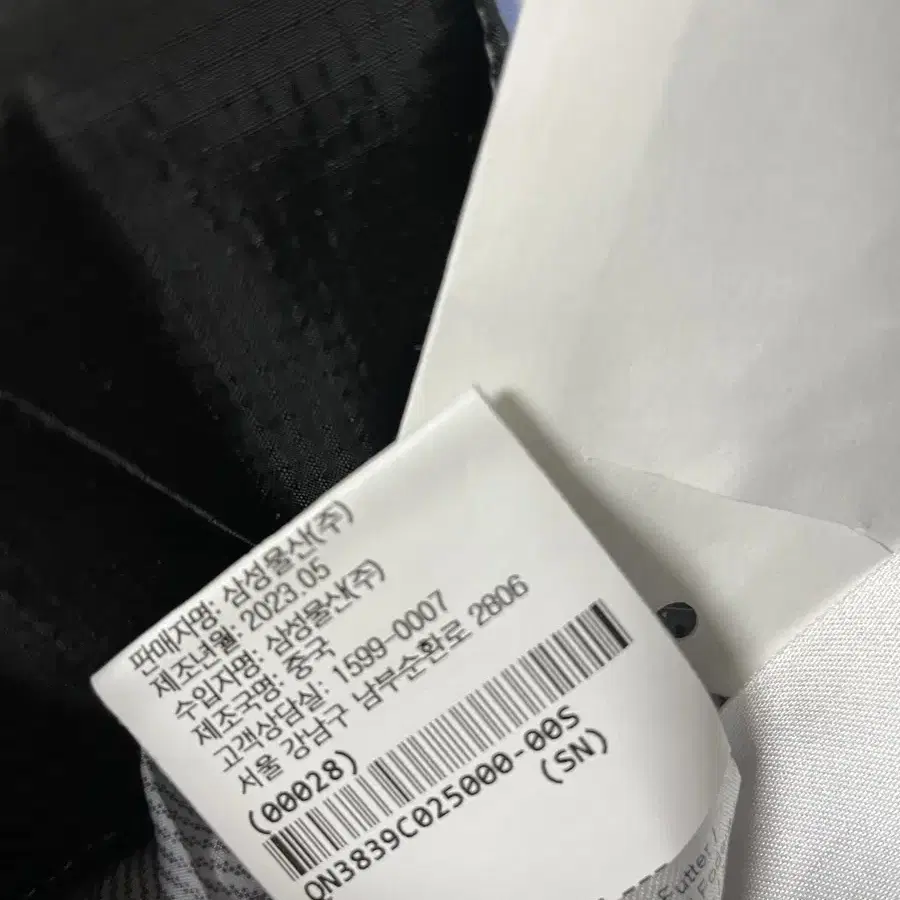 판매자명: 삼성물산(주)
제조년월: 2023.05
수입자명: 삼성물산(주)
제조국명: 중국
고객상담실: 1599-0007
서울 강남구 남부순환로 2806
(00028)
QN3839C025000-00S
(SN)
Futter /